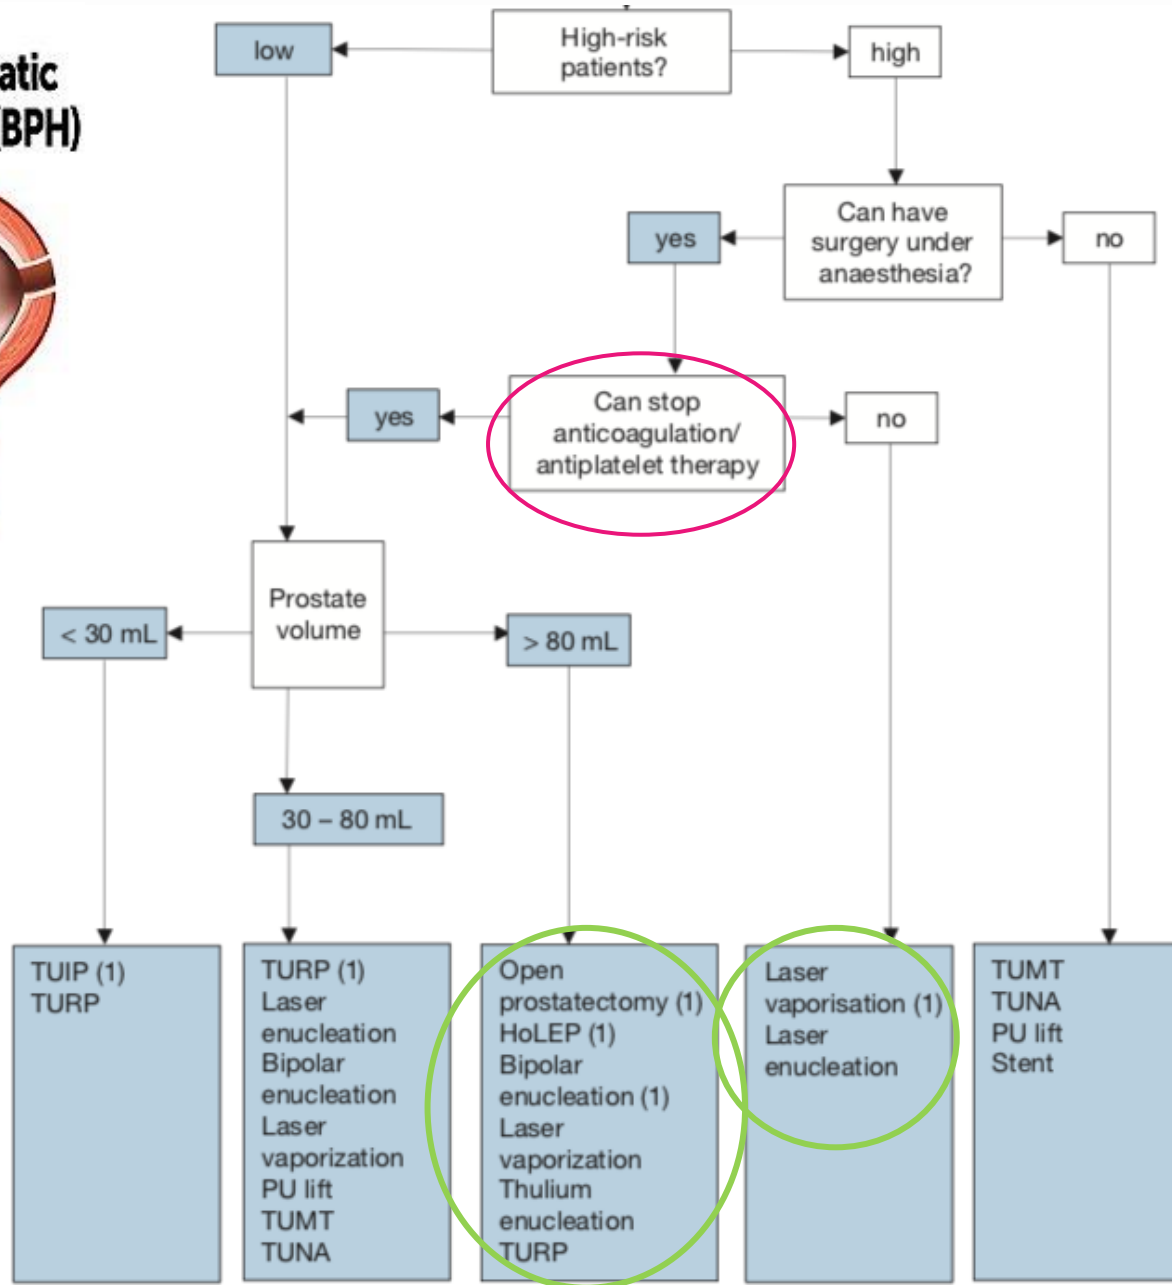 atic
(BPH)
low
High-risk
patients?
high
Can have
surgery under
anaesthesia?
yes
no
Can stop
anticoagulation/
antiplatelet therapy
yes
no
Prostate
volume
< 30 mL
> 80 mL
30 – 80 mL
TUIP (1)
TURP
TURP (1)
Laser
enucleation
Bipolar
enucleation
Laser
vaporization
PU lift
TUMT
TUNA
Open
prostatectomy (1)
HoLEP (1)
Bipolar
enucleation (1)
Laser
vaporization
Thulium
enucleation
TURP
Laser
vaporisation (1)
Laser
enucleation
TUMT
TUNA
PU lift
Stent